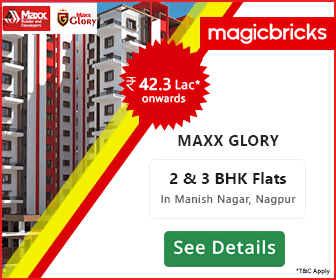 Maxx
Builder and Developers
Maxx
GLORY
magicbricks
₹ 42.3 Lac*
onwards
MAXX GLORY
2 & 3 BHK Flats
In Manish Nagar, Nagpur
See Details
*T&C Apply